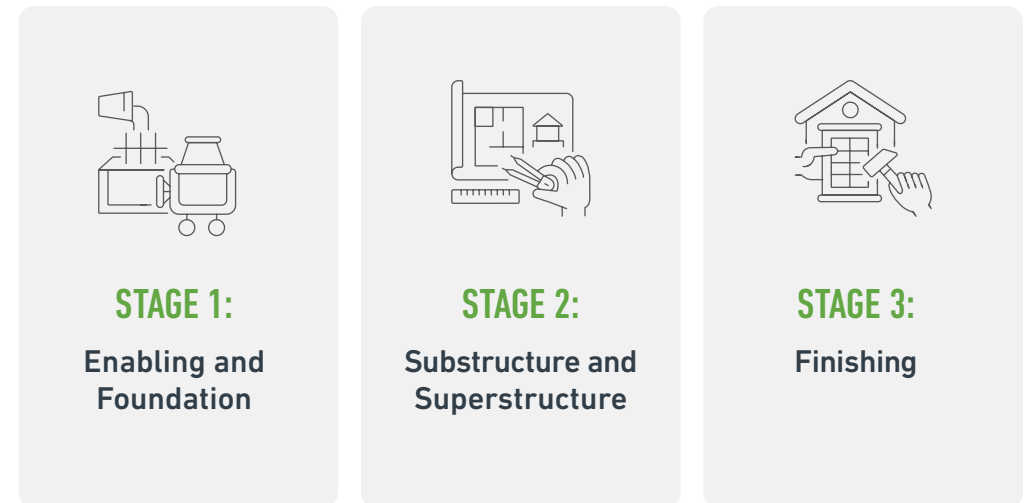 STAGE 1:
Enabling and
Foundation
STAGE 2:
Substructure and
Superstructure
STAGE 3:
Finishing